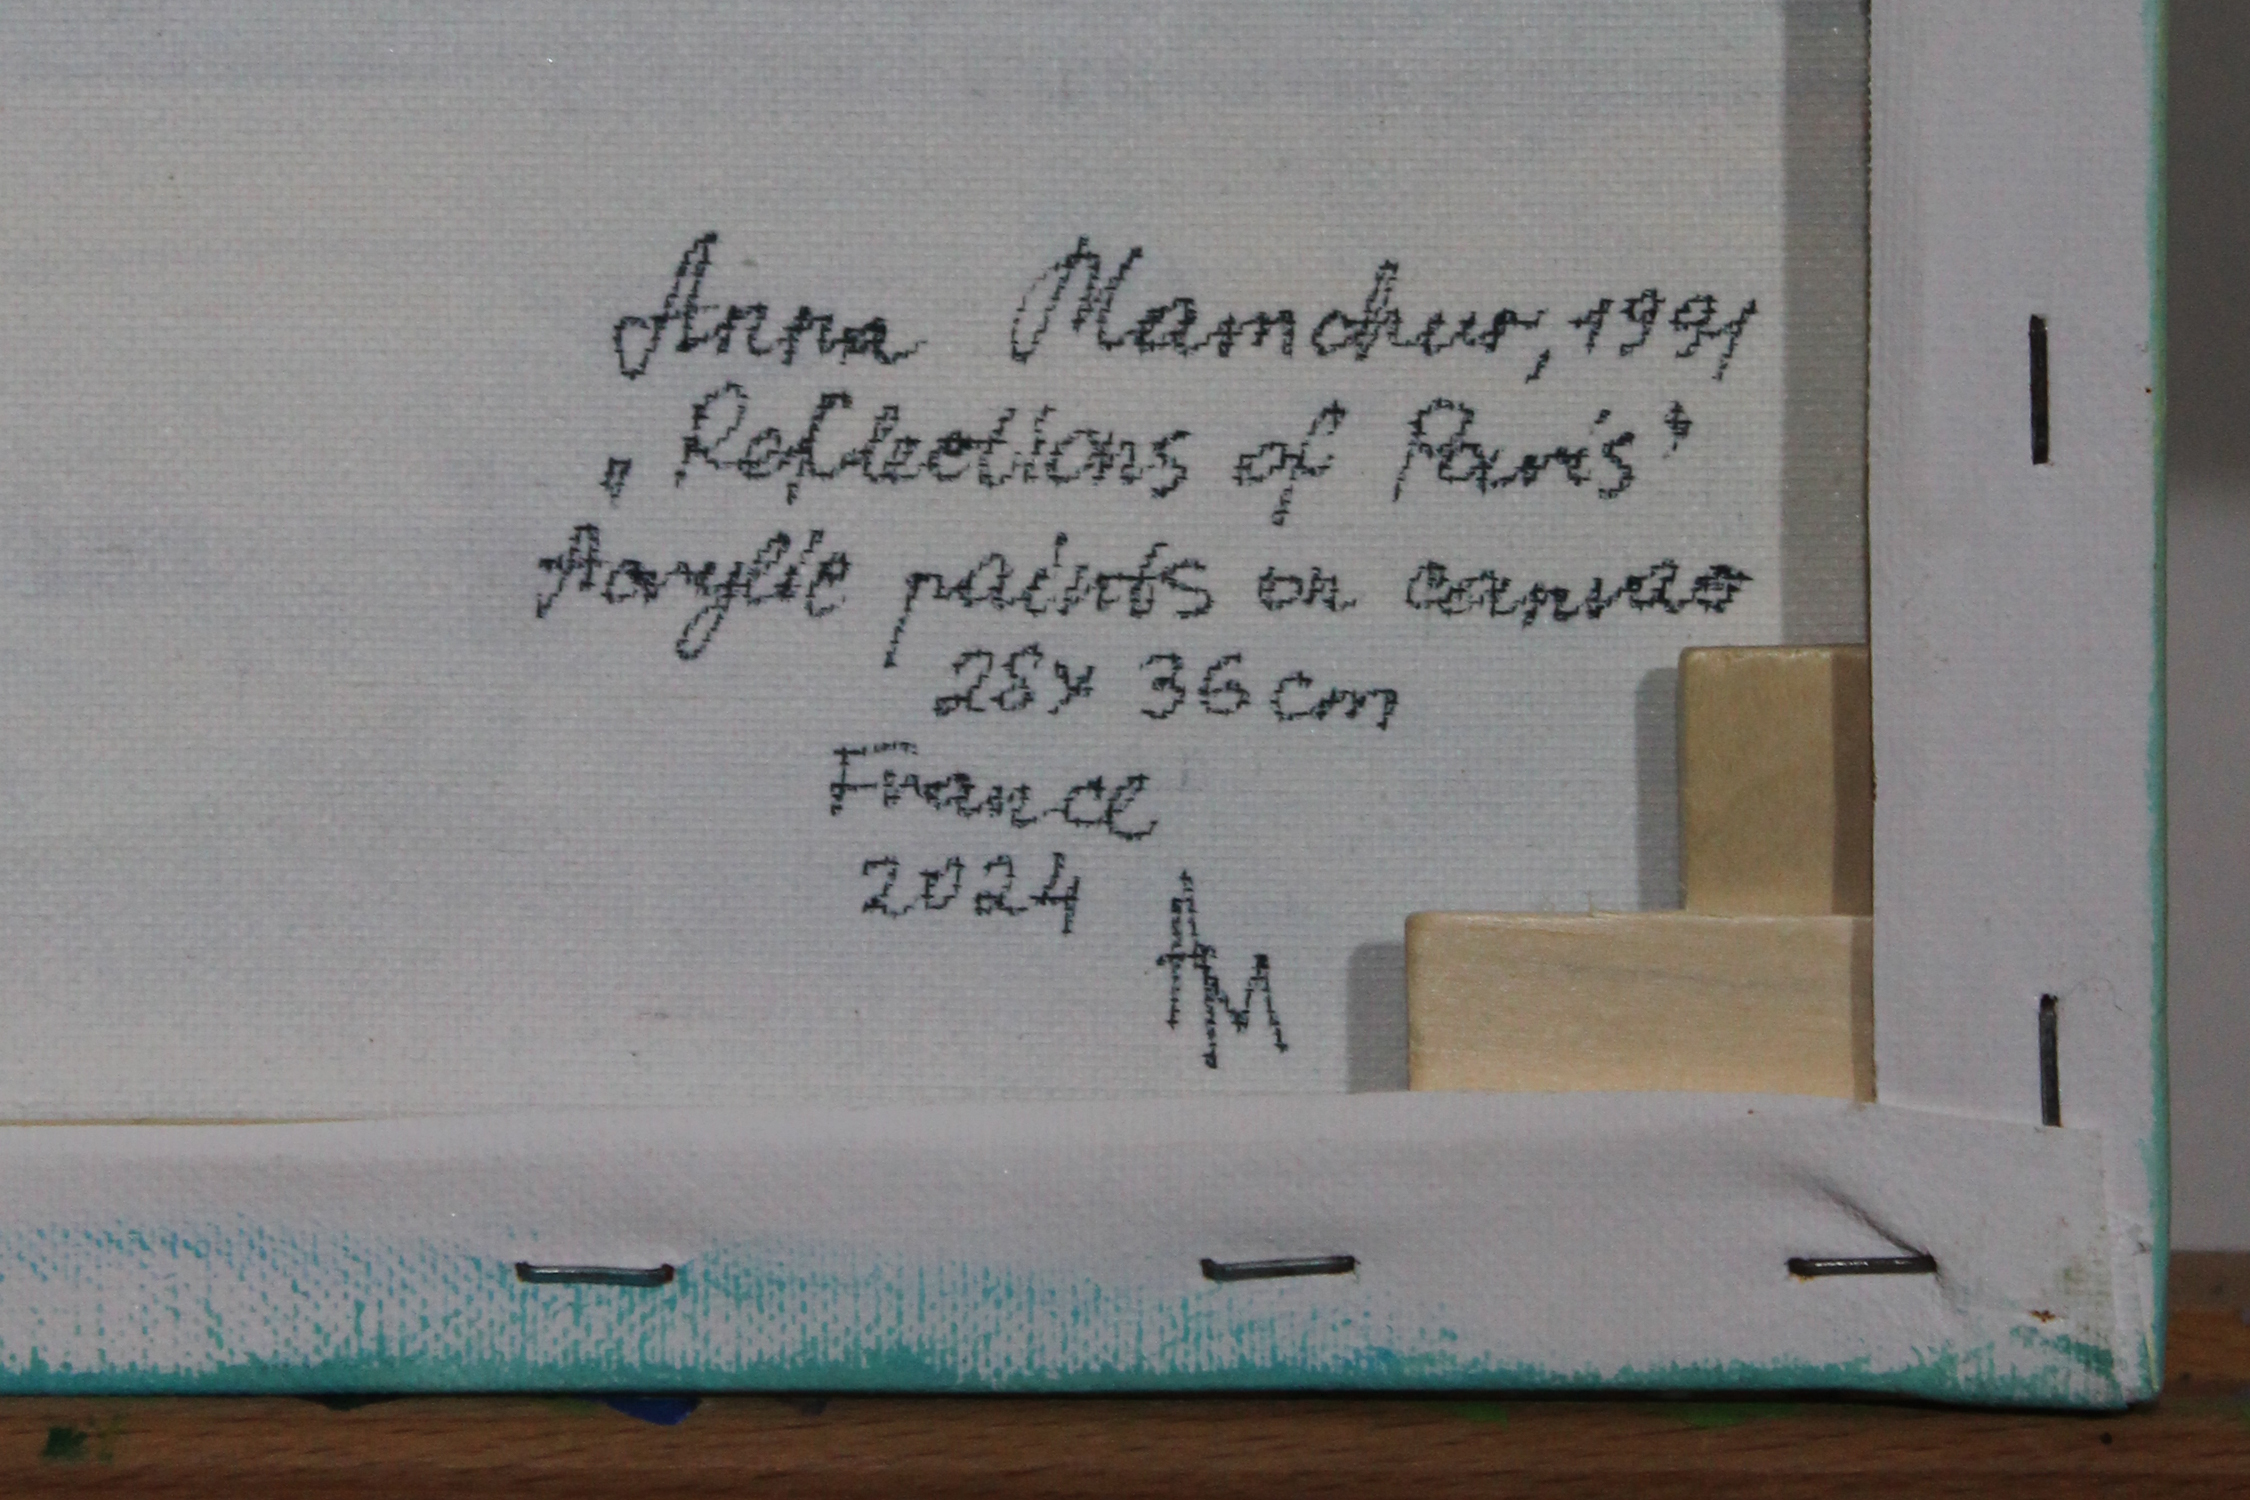 Anna Mamchur, 1991
„Reflections of Paris”
Acrylic paints on canvas
28x 36 cm
France
2024
AM